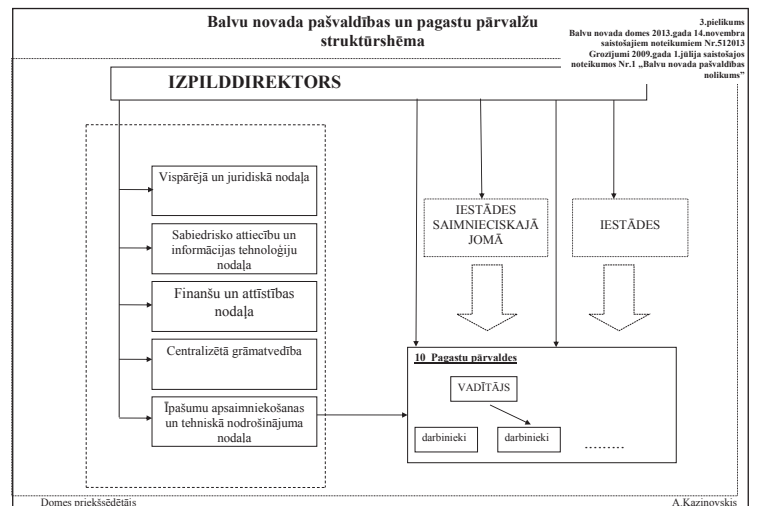 Balvu novada pašvaldības un pagastu pārvalžu
struktūrshēma
3.pielikums
Balvu novada domes 2013.gada 14.novembra
saistošajiem noteikumiem Nr.512013
Grozījumi 2009.gada 1.jūlija saistošajos
noteikumos Nr.1 „Balvu novada pašvaldības
nolikums”
IZPILDDIREKTORS
Vispārējā un juridiskā nodaļa
Sabiedrisko attiecību un
informācijas tehnoloģiju
nodaļa
Finanšu un attīstības
nodaļa
Centralizētā grāmatvedība
Īpašumu apsaimniekošanas
un tehniskā nodrošinājuma
nodaļa
IESTĀDES
SAIMNIECISKAJĀ
JOMĀ
IESTĀDES
10 Pagastu pārvaldes
VADĪTĀJS
darbinieki
darbinieki
.........
Domes priekšsēdētājs
A.Kazinovskis